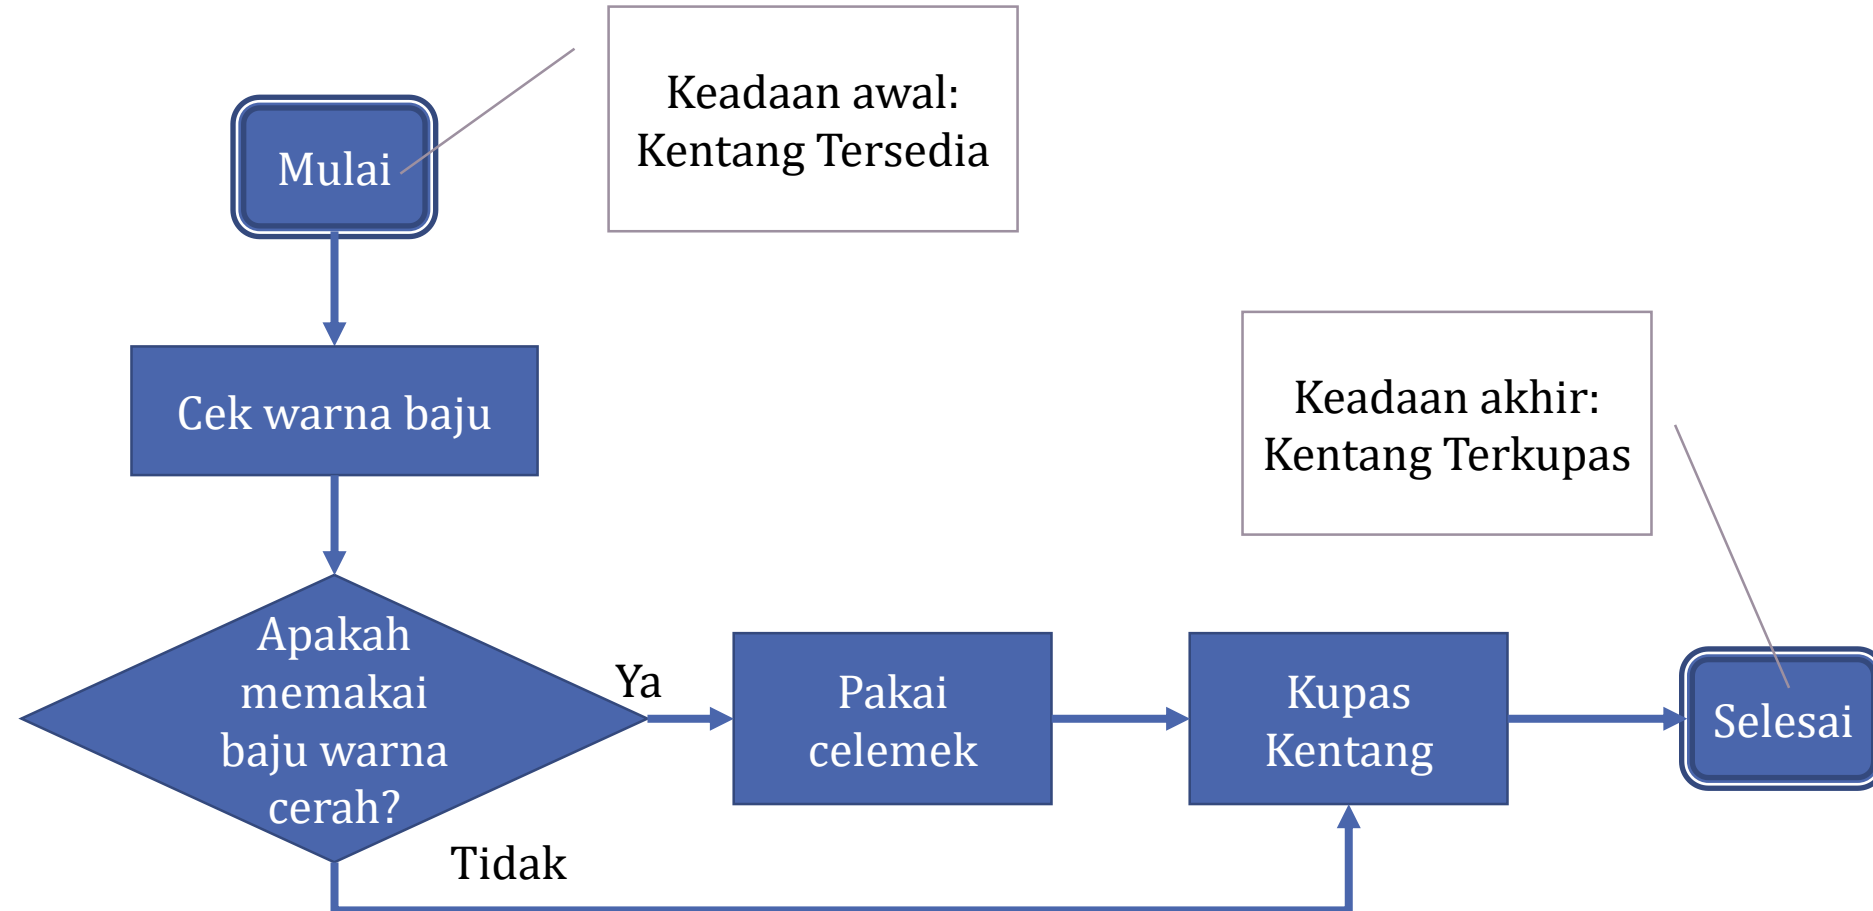 Mulai
Keadaan awal:
Kentang Tersedia
Cek warna baju
Apakah
memakai
baju warna
cerah?
Ya
Tidak
Pakai
celemek
Kupas
Kentang
Keadaan akhir:
Kentang Terkupas
Selesai